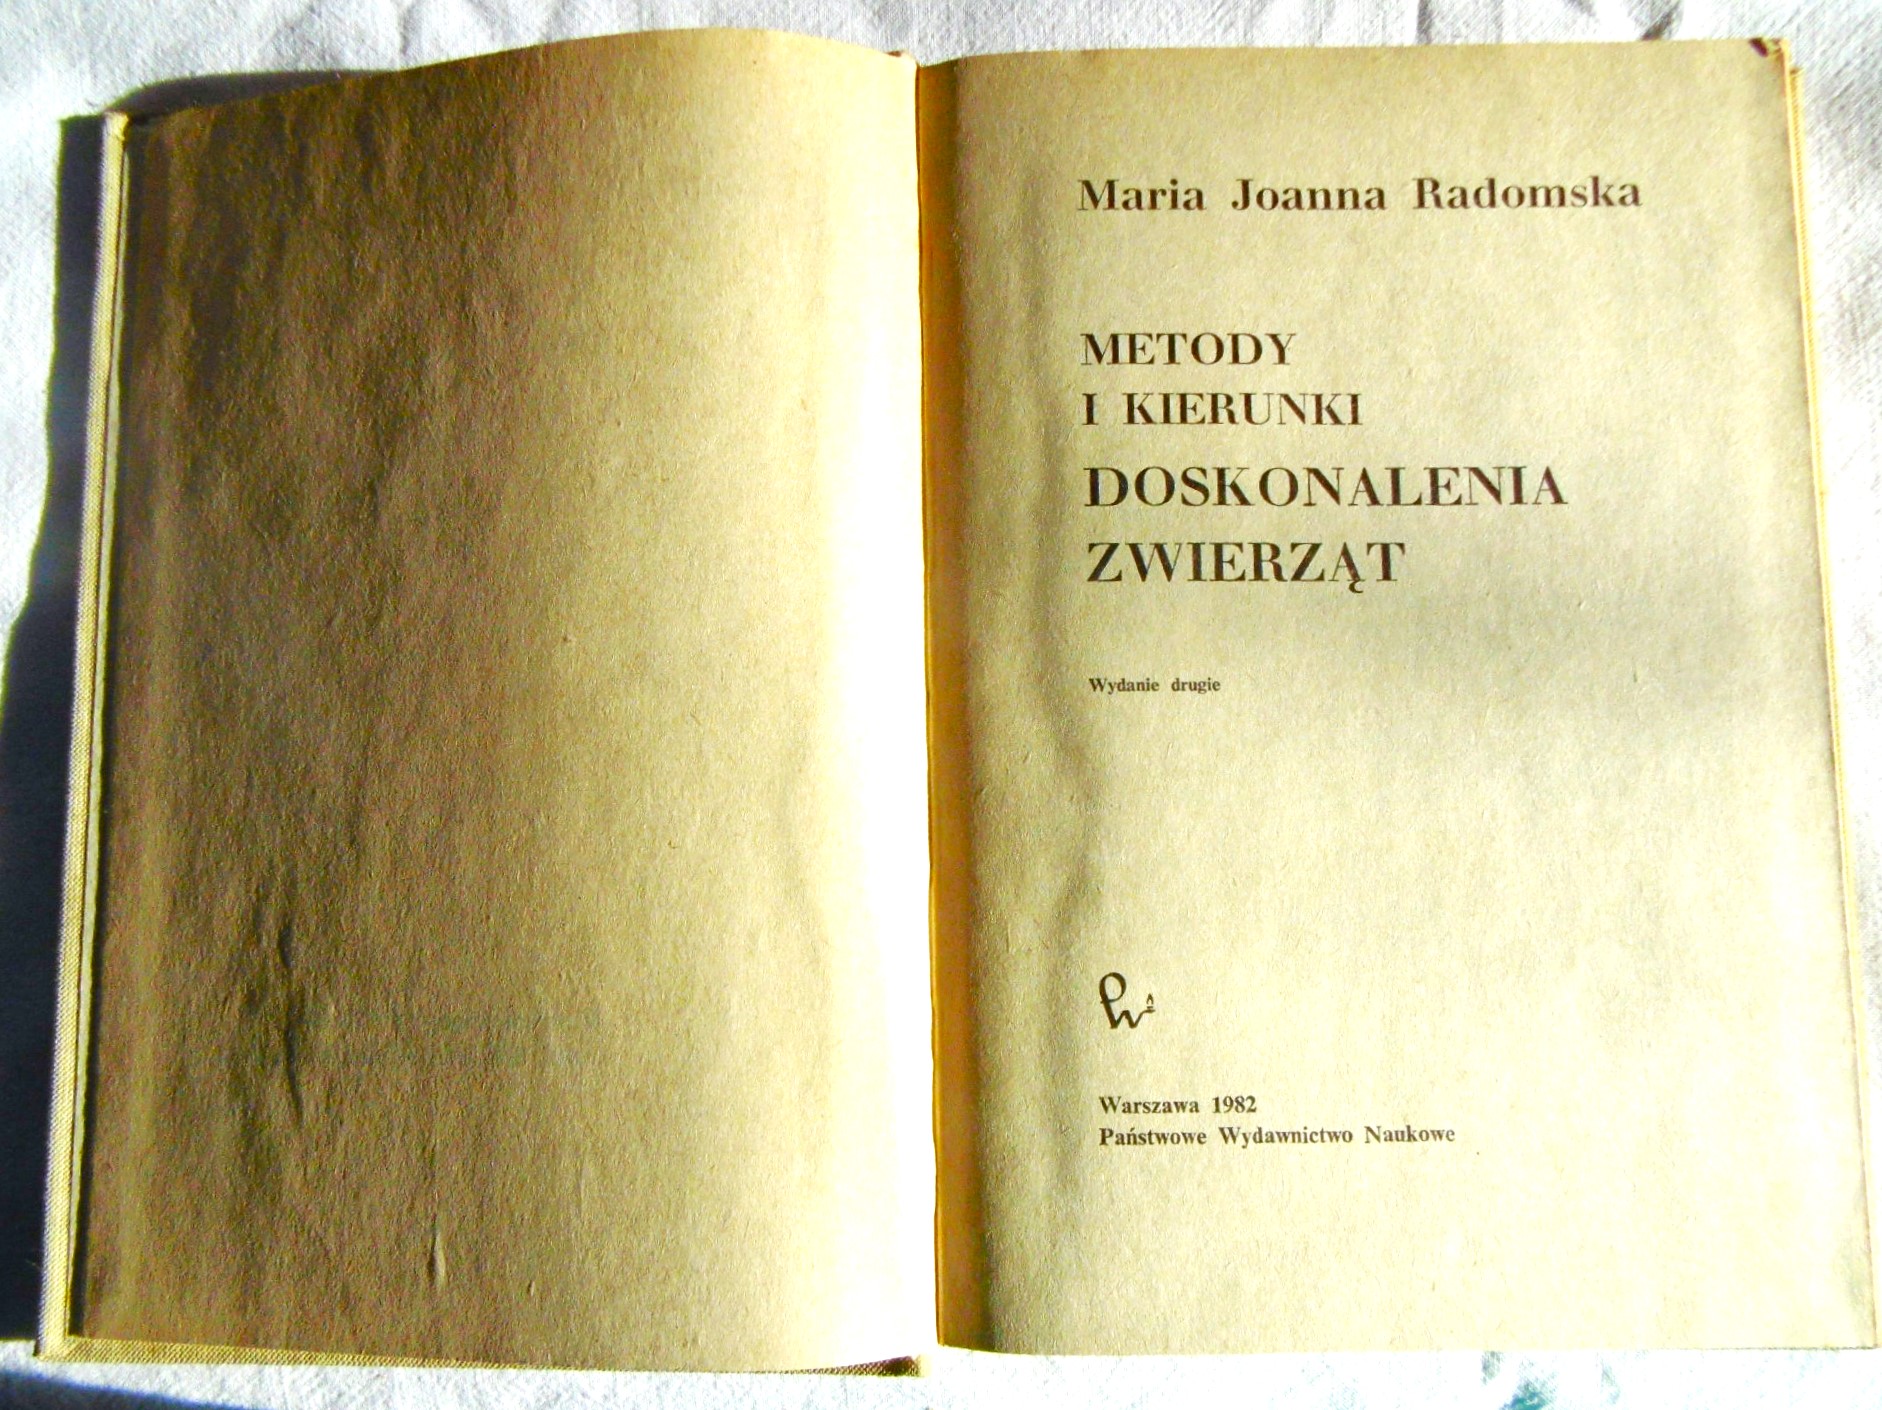 Maria Joanna Radomska
METODY
I KIERUNKI
DOSKONALENIA
ZWIERZĄT
Wydanie drugie
Warszawa 1982
Państwowe Wydawnictwo Naukowe